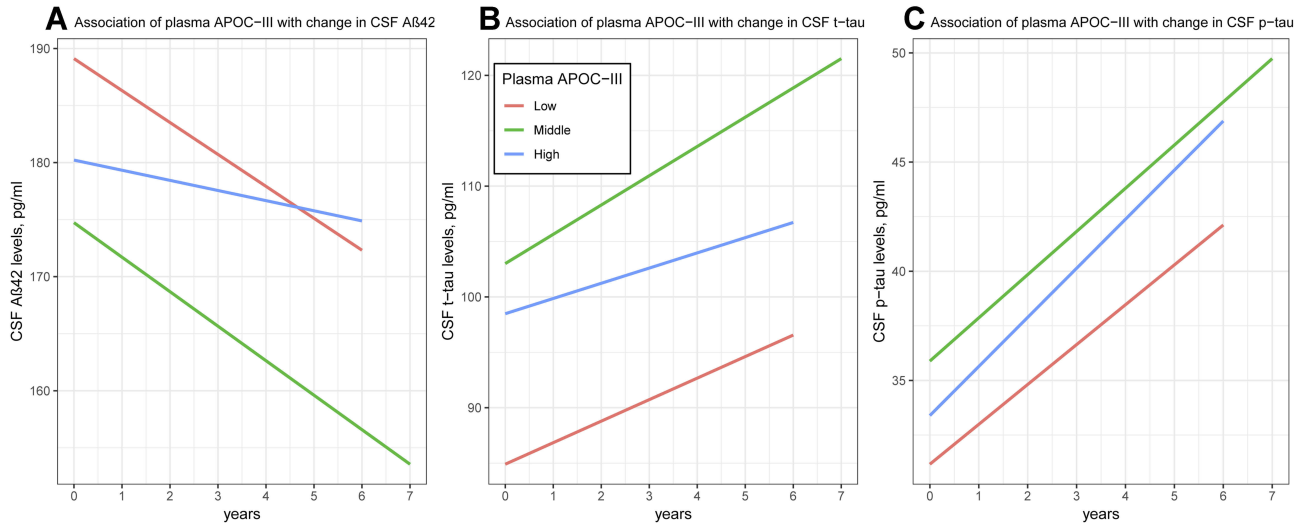 A Association of plasma APOC−III with change in CSF Aß42
190
180
170
160
CSF Aß42 levels, pg/ml
0 1 2 3 4 5 6 7
years
B Association of plasma APOC−III with change in CSF t−tau
120
110
100
90
CSF t−tau levels, pg/ml
Plasma APOC−III
Low
Middle
High
0 1 2 3 4 5 6 7
years
C Association of plasma APOC−III with change in CSF p−tau
50
45
40
35
CSF p−tau levels, pg/ml
0 1 2 3 4 5 6 7
years